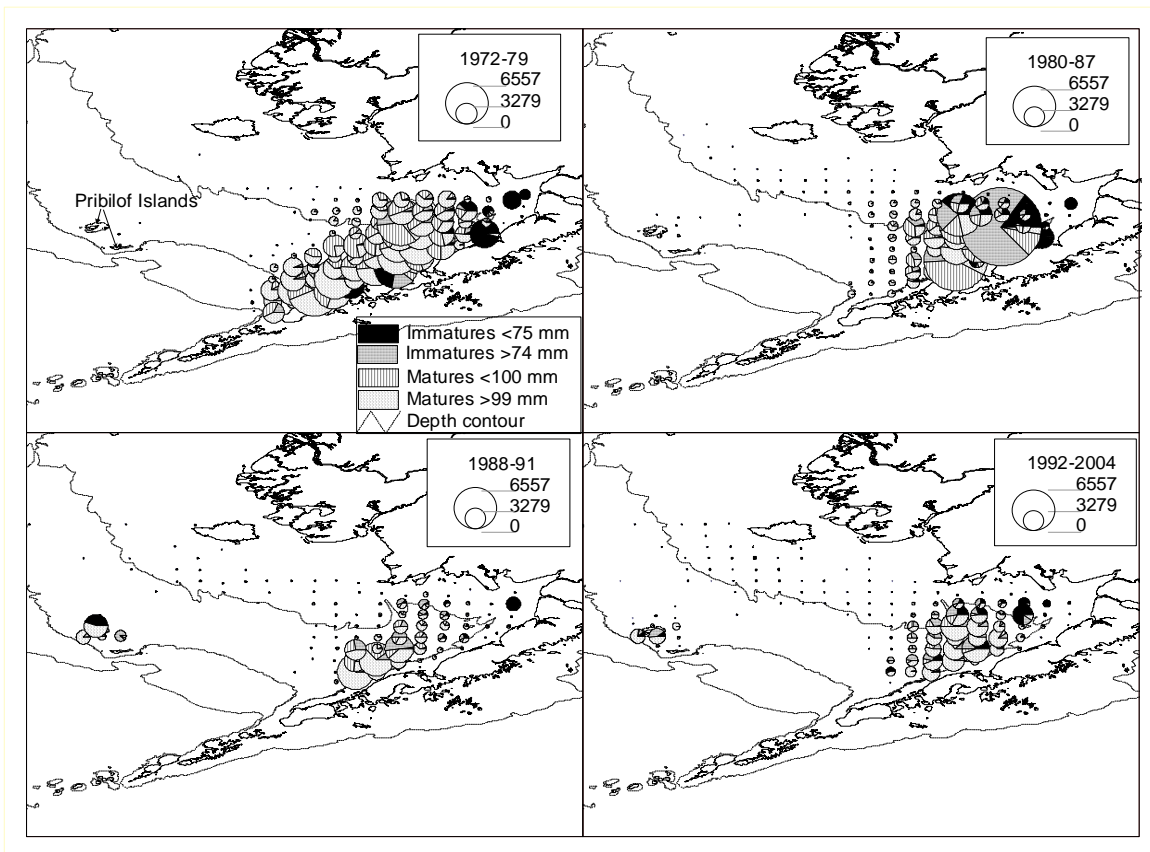 1972-79
6557
3279
0
Pribilof Islands
Immatures <75 mm
Immatures >74 mm
Matures <100 mm
Matures >99 mm
Depth contour
1980-87
6557
3279
0
1988-91
6557
3279
0
1992-2004
6557
3279
0